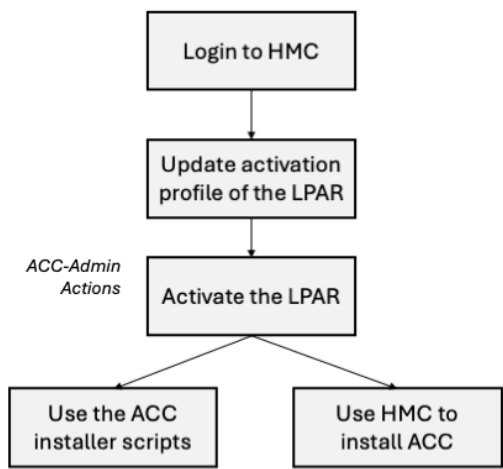 Login to HMC
Update activation
profile of the LPAR
ACC-Admin
Actions
Activate the LPAR
Use the ACC
installer scripts
Use HMC to
install ACC